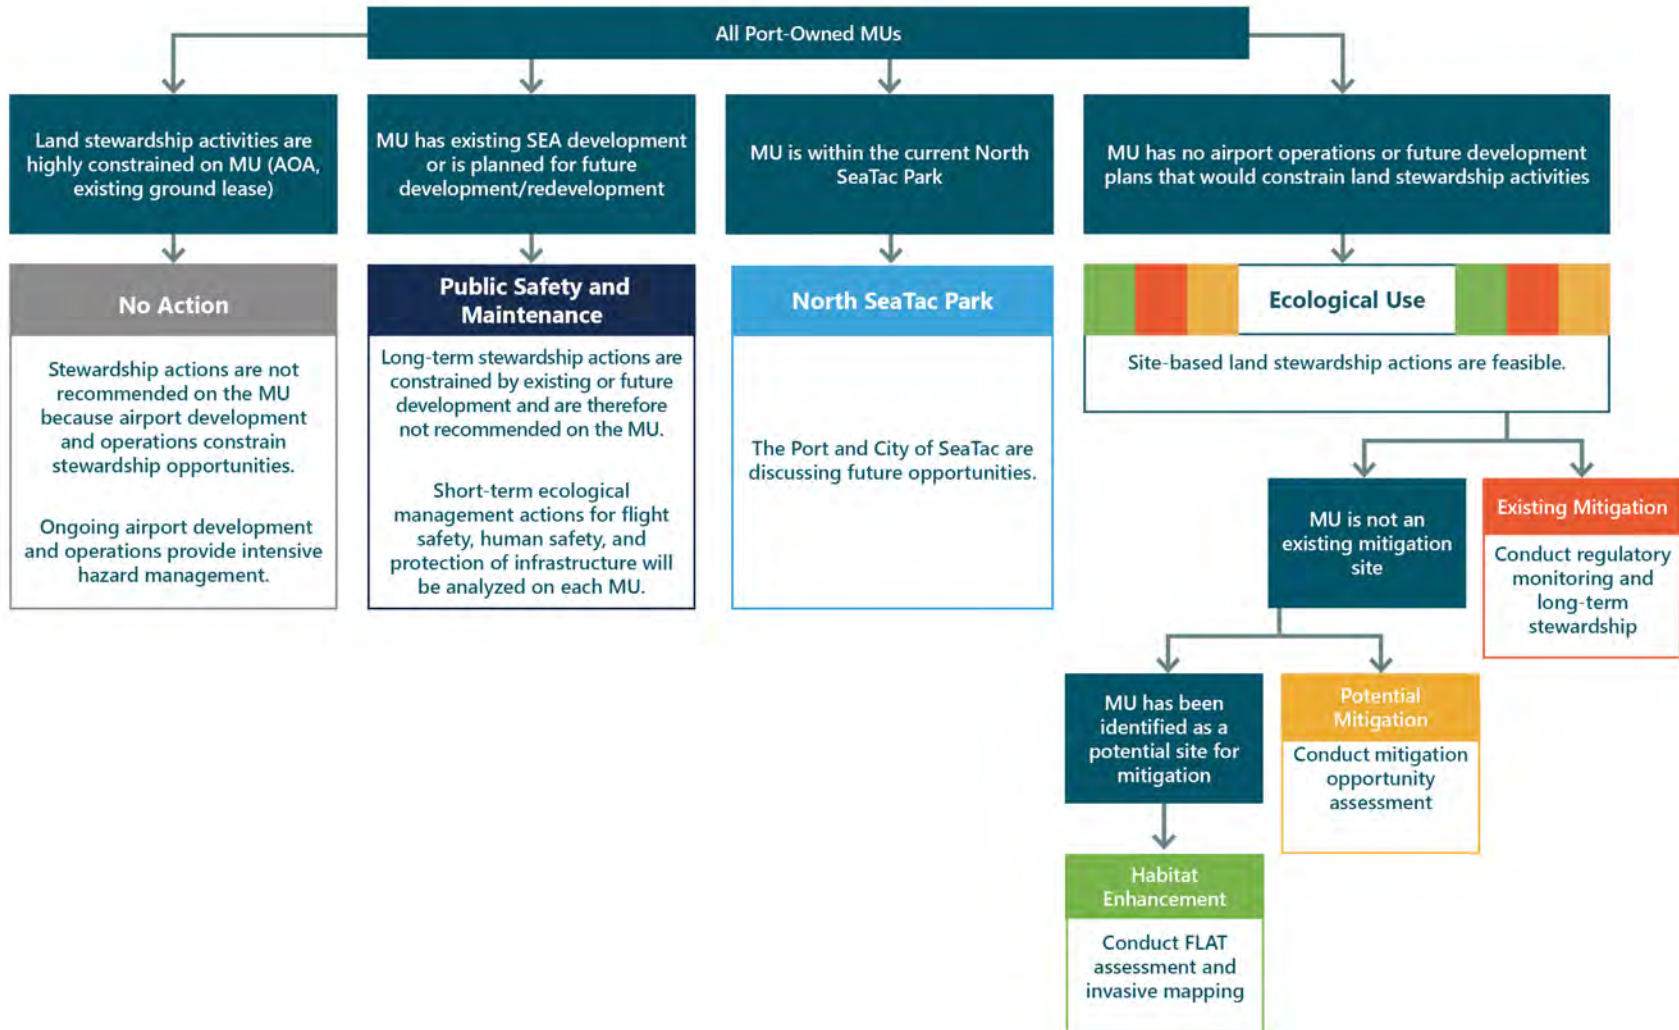 All Port-Owned MUs
Land stewardship activities are
highly constrained on MU (AOA,
existing ground lease)
MU has existing SEA development
or is planned for future
development/redevelopment
MU is within the current North
SeaTac Park
MU has no airport operations or future development
plans that would constrain land stewardship activities
No Action
Stewardship actions are not
recommended on the MU
because airport development
and operations constrain
stewardship opportunities.
Ongoing airport development
and operations provide intensive
hazard management.
Public Safety and
Maintenance
Long-term stewardship actions are
constrained by existing or future
development and are therefore
not recommended on the MU.
Short-term ecological
management actions for flight
safety, human safety, and
protection of infrastructure will
be analyzed on each MU.
North SeaTac Park
The Port and City of SeaTac are
discussing future opportunities.
Ecological Use
Site-based land stewardship actions are feasible.
MU is not an
existing mitigation
site
Existing Mitigation
Conduct regulatory
monitoring and
long-term
stewardship
MU has been
identified as a
potential site for
mitigation
Potential
Mitigation
Conduct mitigation
opportunity
assessment
Habitat
Enhancement
Conduct FLAT
assessment and
invasive mapping